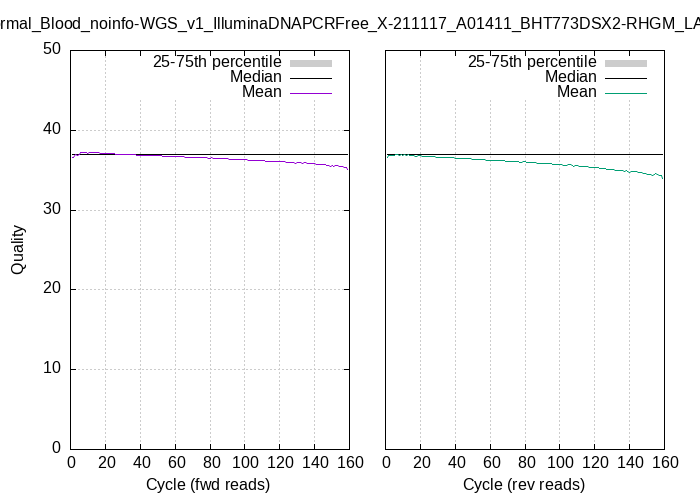 ormal_Blood_noinfo-WGS_v1_IlluminaDNAPCRFree_X-211117_A01411_BHT773DSX2-RHGM_LA
50 25-75th percentile 25-75th percentile
Median Median
Mean Mean
40
30
Quality
20
10
0
0 20 40 60 80 100 120 140 160 0 20 40 60 80 100 120 140 160
Cycle (fwd reads) Cycle (rev reads)